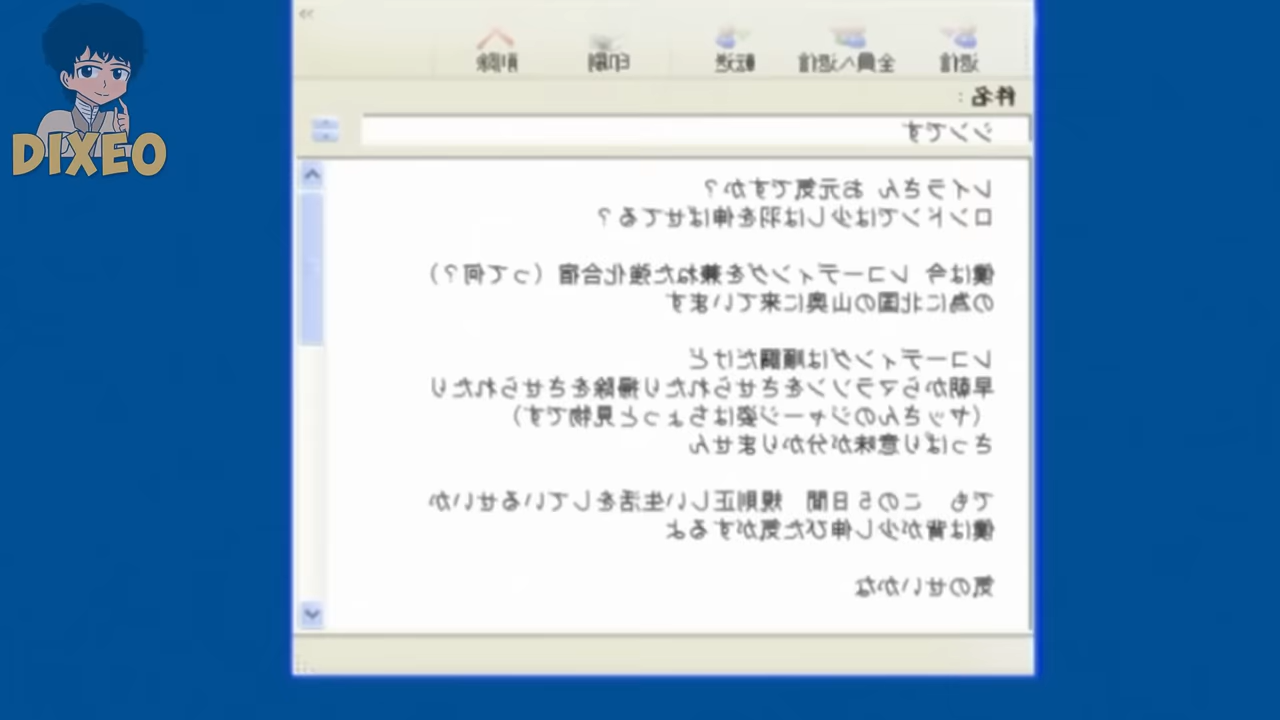 DIXEO
返信 全員へ返信 転送 印刷 削除
件名:
シンです
レイラさん お元気ですか?
ロンドンでは少しは羽を伸ばせてる?
僕は今 レコーディングを兼ねた強化合宿(って何?)
の為に北国の山奥に来ています
レコーディングは順調だけど
早朝からマラソンをさせられたり掃除をさせられたり
(ヤッさんのジャージ姿はちょっと見物です)
さっぱり意味が分かりません
でも この5日間 規則正しい生活をしているせいか
僕は背が少し伸びた気がするよ
気のせいかな